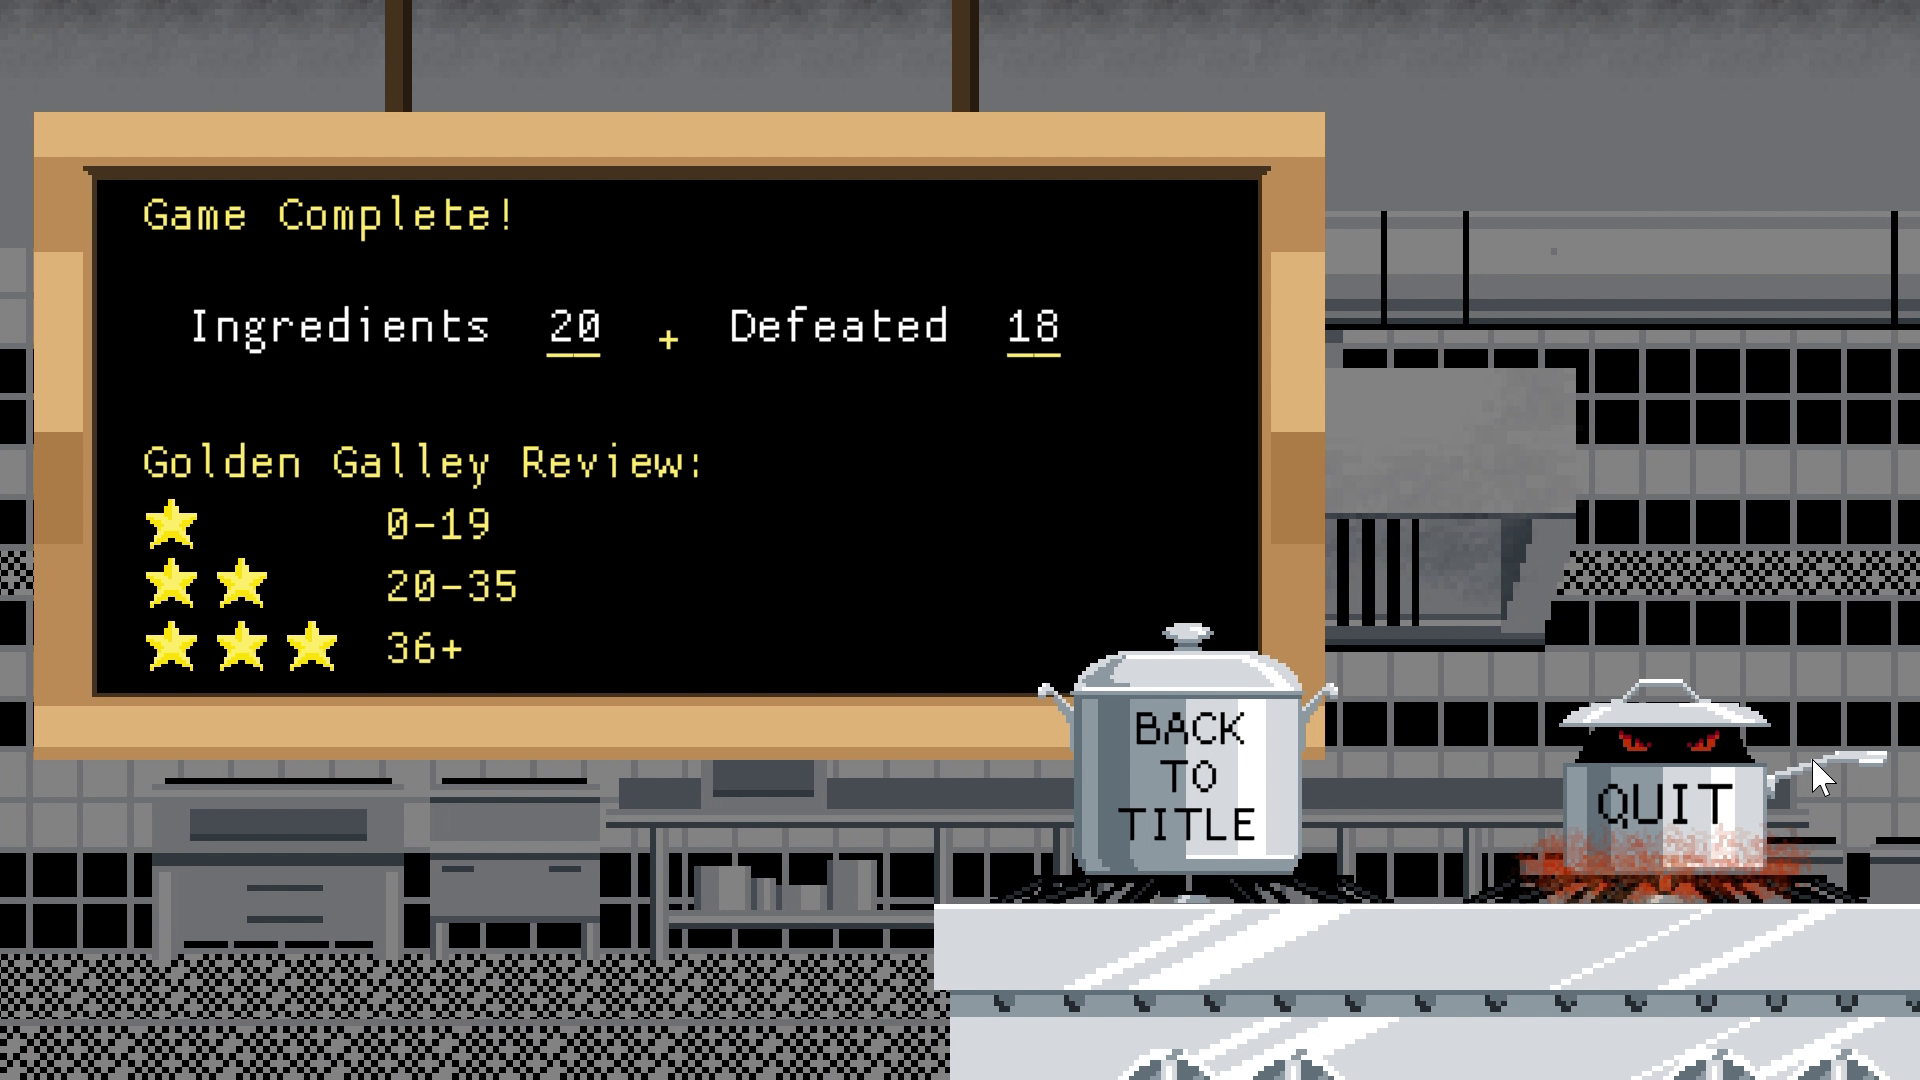 Game Complete!
Ingredients 20 + Defeated 18
Golden Galley Review:
0-19
20-35
36+
BACK
TO
TITLE
QUIT